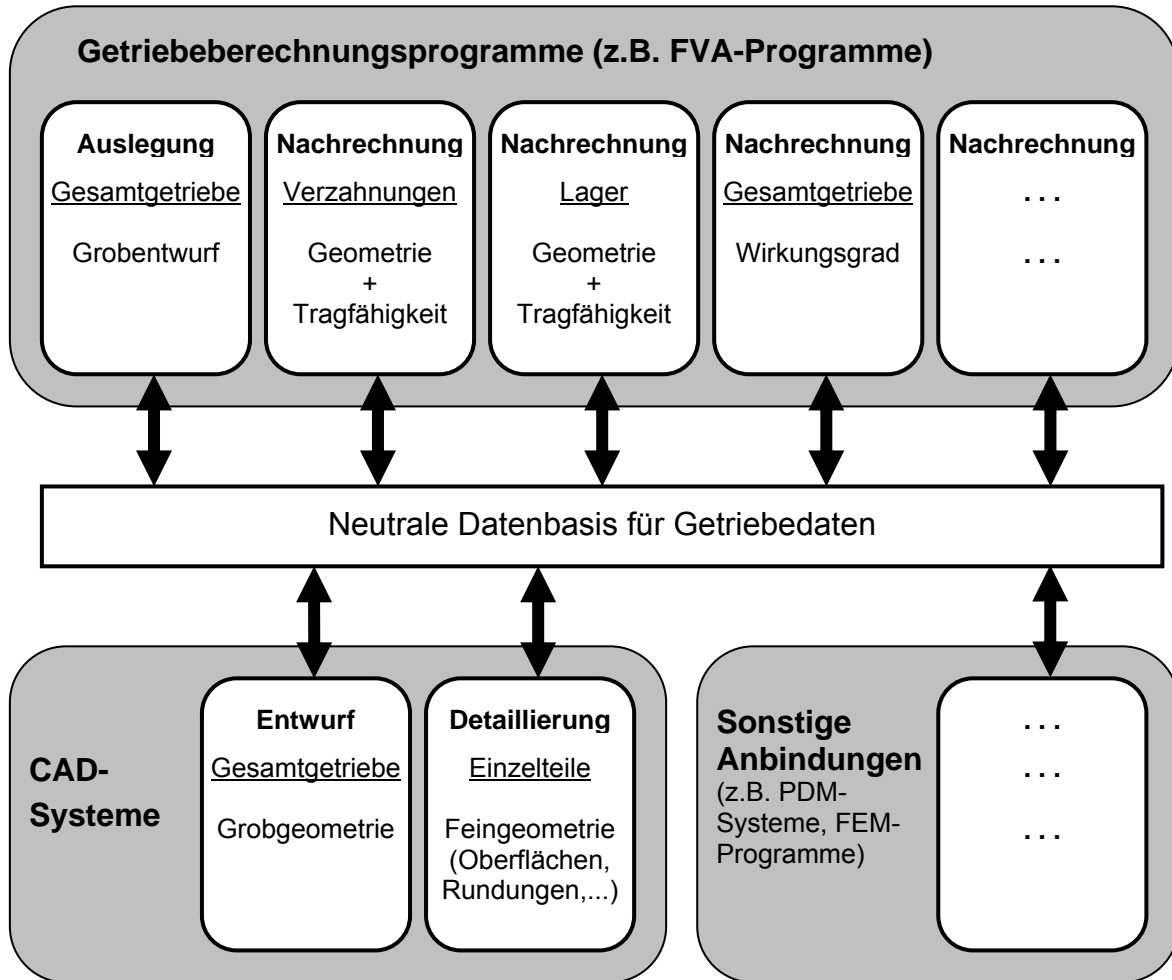 Getriebeberechnungsprogramme (z.B. FVA-Programme)
Auslegung
Gesamtgetriebe
Grobentwurf
Nachrechnung
Verzahnungen
Geometrie
+
Tragfähigkeit
Nachrechnung
Lager
Geometrie
+
Tragfähigkeit
Nachrechnung
Gesamtgetriebe
Wirkungsgrad
Nachrechnung
. . .
. . .
Neutrale Datenbasis für Getriebedaten
CAD-
Systeme
Entwurf
Gesamtgetriebe
Grobgeometrie
Detaillierung
Einzelteile
Feingeometrie
(Oberflächen,
Rundungen,...)
Sonstige
Anbindungen
(z.B. PDM-
Systeme, FEM-
Programme)
. . .
. . .
. . .